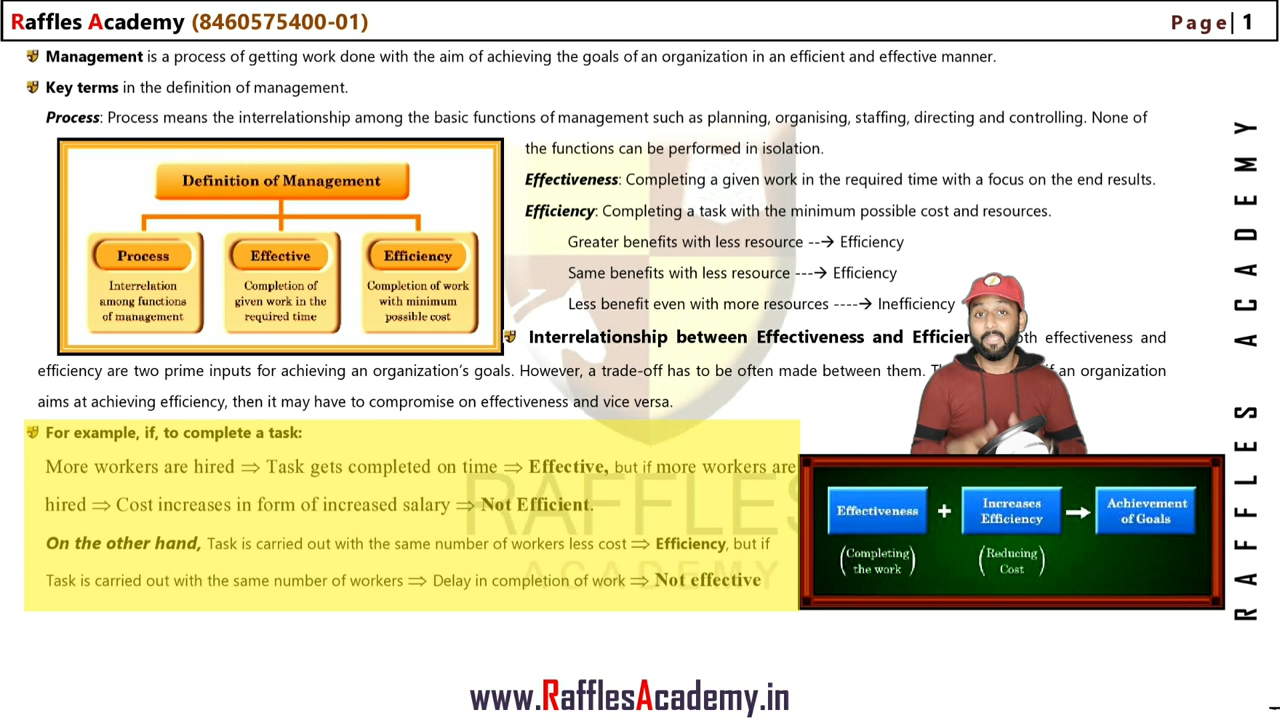 Raffles Academy (8460575400-01)
Page| 1
Management is a process of getting work done with the aim of achieving the goals of an organization in an efficient and effective manner.
Key terms in the definition of management.
Process: Process means the interrelationship among the basic functions of management such as planning, organising, staffing, directing and controlling. None of
the functions can be performed in isolation.
Definition of Management
Process
Interrelation
among functions
of management
Effective
Completion of
given work in the
required time
Efficiency
Completion of work
with minimum
possible cost
Effectiveness: Completing a given work in the required time with a focus on the end results.
Efficiency: Completing a task with the minimum possible cost and resources.
Greater benefits with less resource --→ Efficiency
Same benefits with less resource ---→ Efficiency
Less benefit even with more resources ----→ Inefficiency
Interrelationship between Effectiveness and effectiveness and
efficiency are two prime inputs for achieving an organization's goals. However, a trade-off has to be often made between them. an organization
aims at achieving efficiency, then it may have to compromise on effectiveness and vice versa.
For example, if, to complete a task:
More workers are hired ⇒ Task gets completed on time ⇒ Effective, but if more workers are
hired ⇒ Cost increases in form of increased salary ⇒ Not Efficient.
On the other hand, Task is carried out with the same number of workers less cost ⇒ Efficiency, but if
Task is carried out with the same number of workers ⇒ Delay in completion of work ⇒ Not effective
Effectiveness + Increases Efficiency → Achievement of Goals
(Completing the work) (Reducing Cost)
RAFFLES
ACADEMY
RAFFLES ACADEMY
www.RafflesAcademy.in